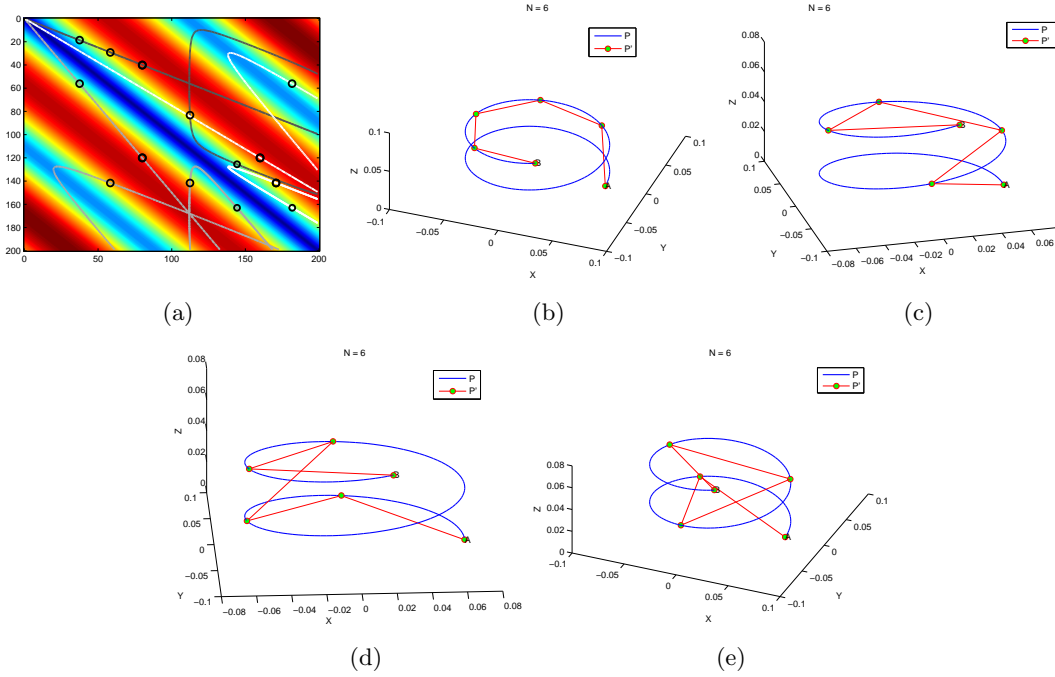 0
20
40
60
80
100
120
140
160
180
200
0 50 100 150 200
(a)
N = 6
P
P'
0.1
0.05
0
Z
−0.1
−0.05
0
0.05
0.1
X
−0.1
−0.05
0
0.05
0.1
Y
A
B
(b)
N = 6
P
P'
0.08
0.06
0.04
0.02
0
Z
0.1
0.05
0
−0.05
−0.1
Y
−0.08 −0.06 −0.04 −0.02 0 0.02 0.04 0.06
X
A
B
(c)
N = 6
P
P'
0.08
0.06
0.04
0.02
0
Z
0.1
0.05
0
−0.05
−0.1
Y
−0.08 −0.06 −0.04 −0.02 0 0.02 0.04 0.06 0.08
X
A
B
(d)
N = 6
P
P'
0.08
0.06
0.04
0.02
0
Z
−0.1
−0.05
0
0.05
0.1
X
−0.1
−0.05
0
0.05
0.1
Y
A
B
(e)